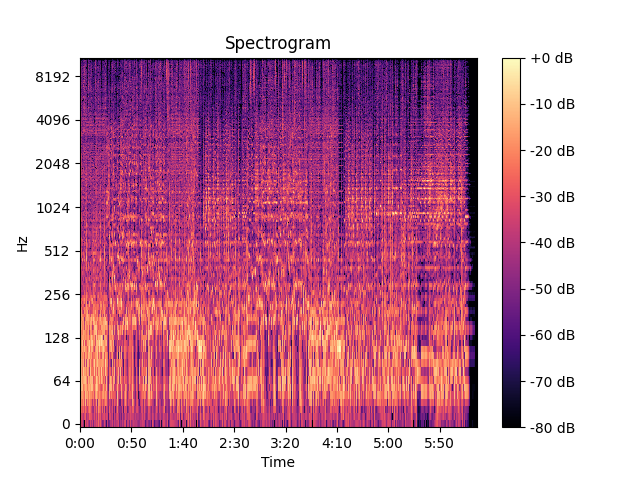 Spectrogram
8192
4096
2048
1024
512
256
128
64
0
Hz
0:00 0:50 1:40 2:30 3:20 4:10 5:00 5:50
Time
+0 dB
-10 dB
-20 dB
-30 dB
-40 dB
-50 dB
-60 dB
-70 dB
-80 dB